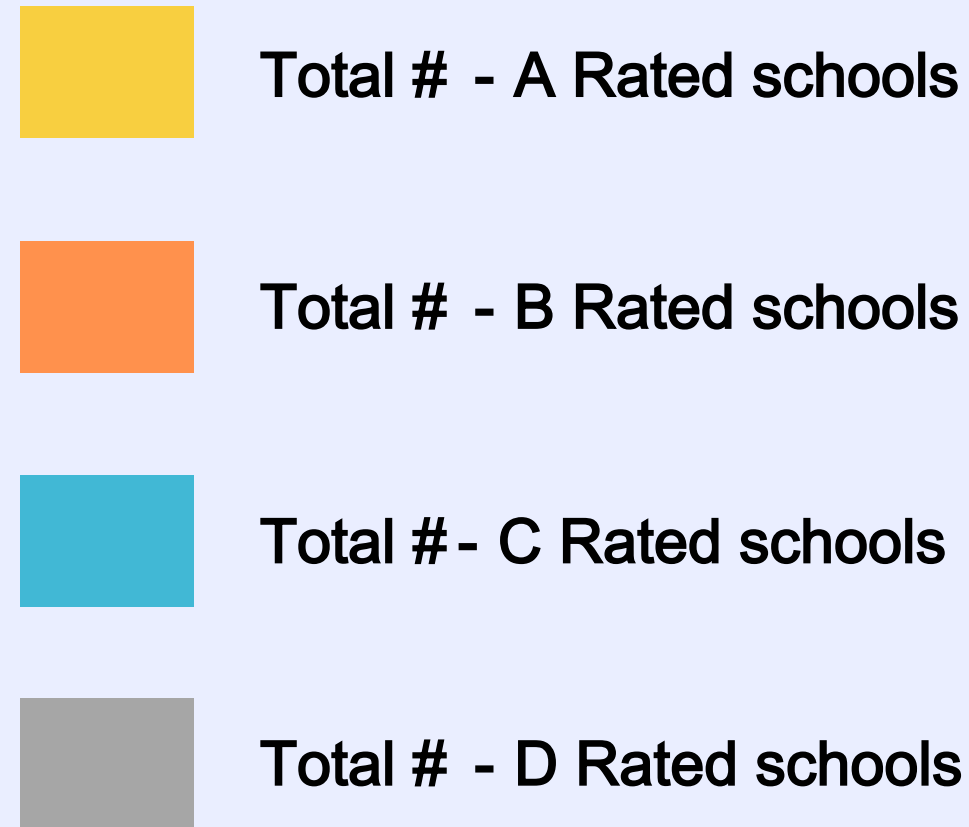 Total # - A Rated schools
Total # - B Rated schools
Total # - C Rated schools
Total # - D Rated schools